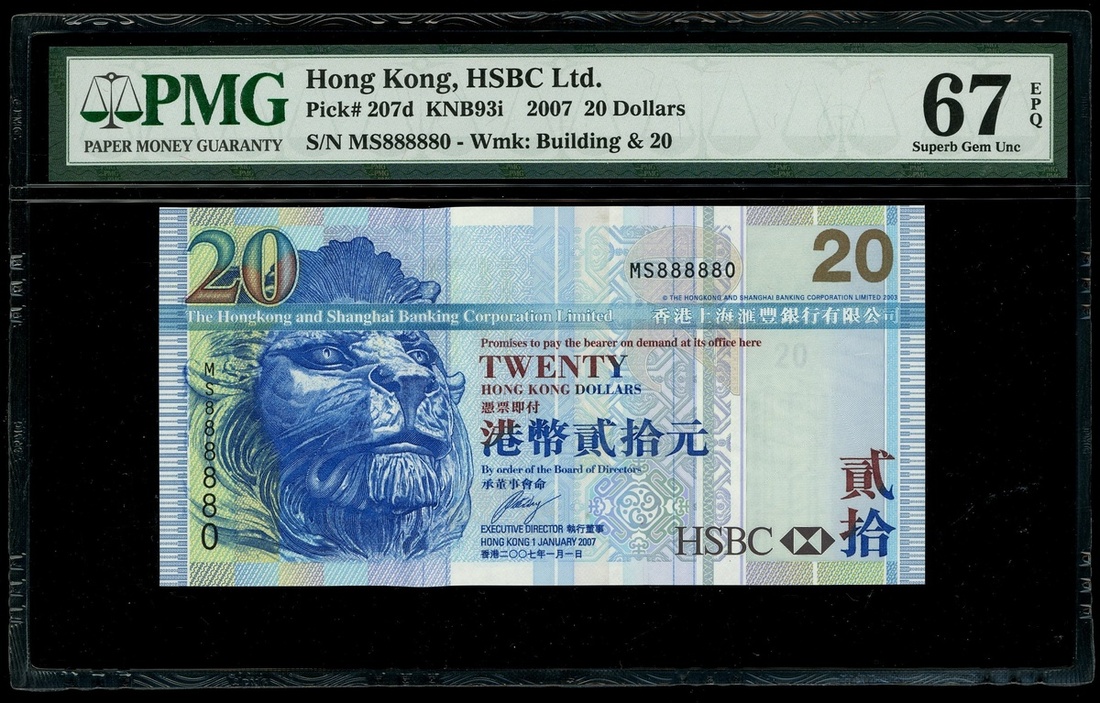 PMG
PAPER MONEY GUARANTY
Hong Kong, HSBC Ltd.
Pick# 207d KNB93i 2007 20 Dollars
S/N MS888880 - Wmk: Building & 20
67
EPQ
Superb Gem Unc
20
MS888880
20
© THE HONGKONG AND SHANGHAI BANKING CORPORATION LIMITED 2003
The Hongkong and Shanghai Banking Corporation Limited
香港上海滙豐銀行有限公司
Promises to pay the bearer on demand at its office here
TWENTY
HONG KONG DOLLARS
憑票即付
港幣貳拾元
By order of the Board of Directors
承董事會命
EXECUTIVE DIRECTOR 執行董事
HONG KONG 1 JANUARY 2007
香港二〇〇七年一月一日
MS888880
20
貳拾
HSBC